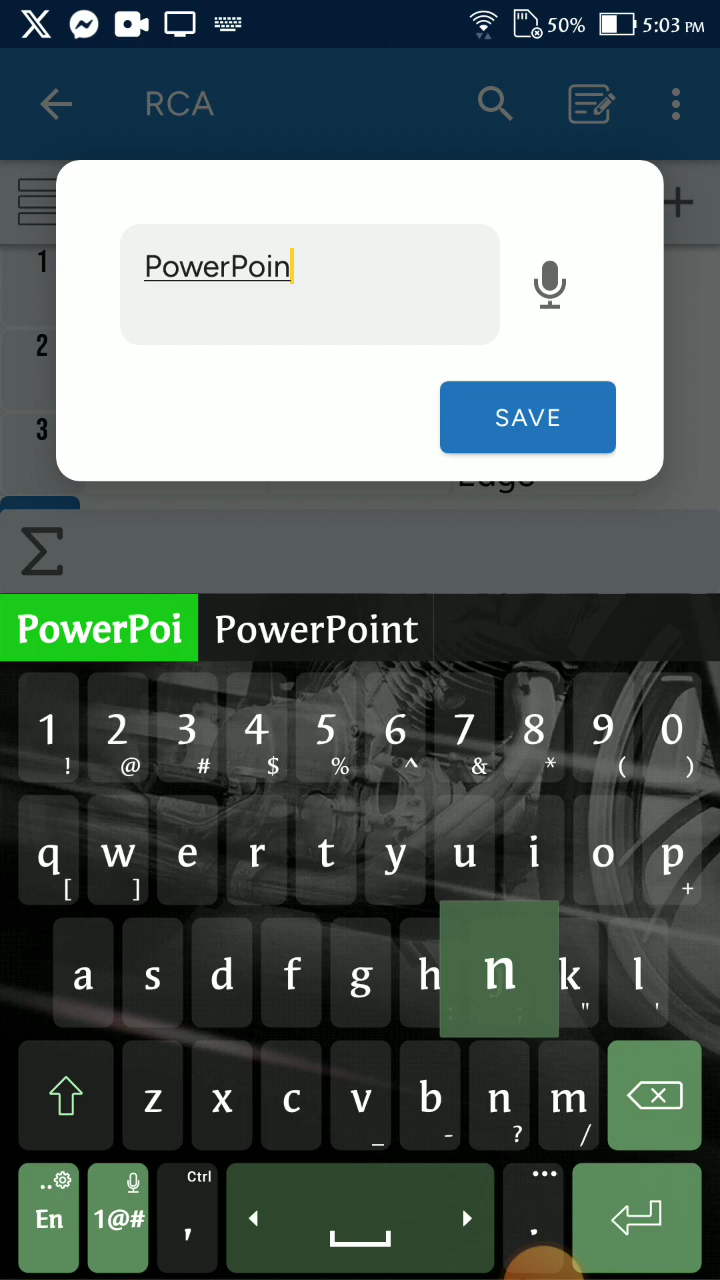 50% 5:03 PM
RCA
1
PowerPoin
2
SAVE
3
PowerPoi PowerPoint
1 2 3 4 5 6 7 8 9 0
! @ # $ % ^ & * ( )
q w e r t y u i o p
[ ] +
a s d f g h n k l
" '
z x c v b n m
_ - ? /
Ctrl
En 1@# , .